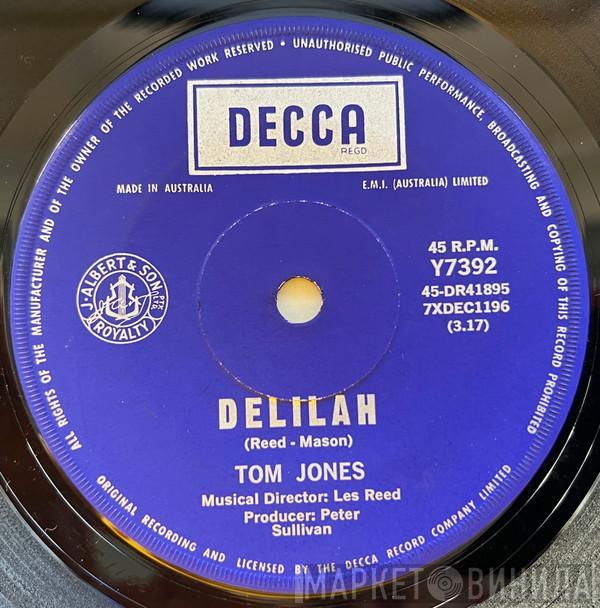 ALL RIGHTS OF THE MANUFACTURER AND OF THE OWNER OF THE RECORDED WORK RESERVED • UNAUTHORISED PUBLIC PERFORMANCE, BROADCASTING AND COPYING OF THIS RECORD PROHIBITED
DECCA
REGD
MADE IN AUSTRALIA
E.M.I. (AUSTRALIA) LIMITED
45 R.P.M.
Y7392
45-DR41895
7XDEC1196
(3.17)
J. ALBERT & SON PTY. LTD.
ROYALTY
DELILAH
(Reed - Mason)
TOM JONES
Musical Director: Les Reed
Producer: Peter
Sullivan
ORIGINAL RECORDING AND LICENSED BY THE DECCA RECORD COMPANY LIMITED
МАРКЕТ ВИНИЛА